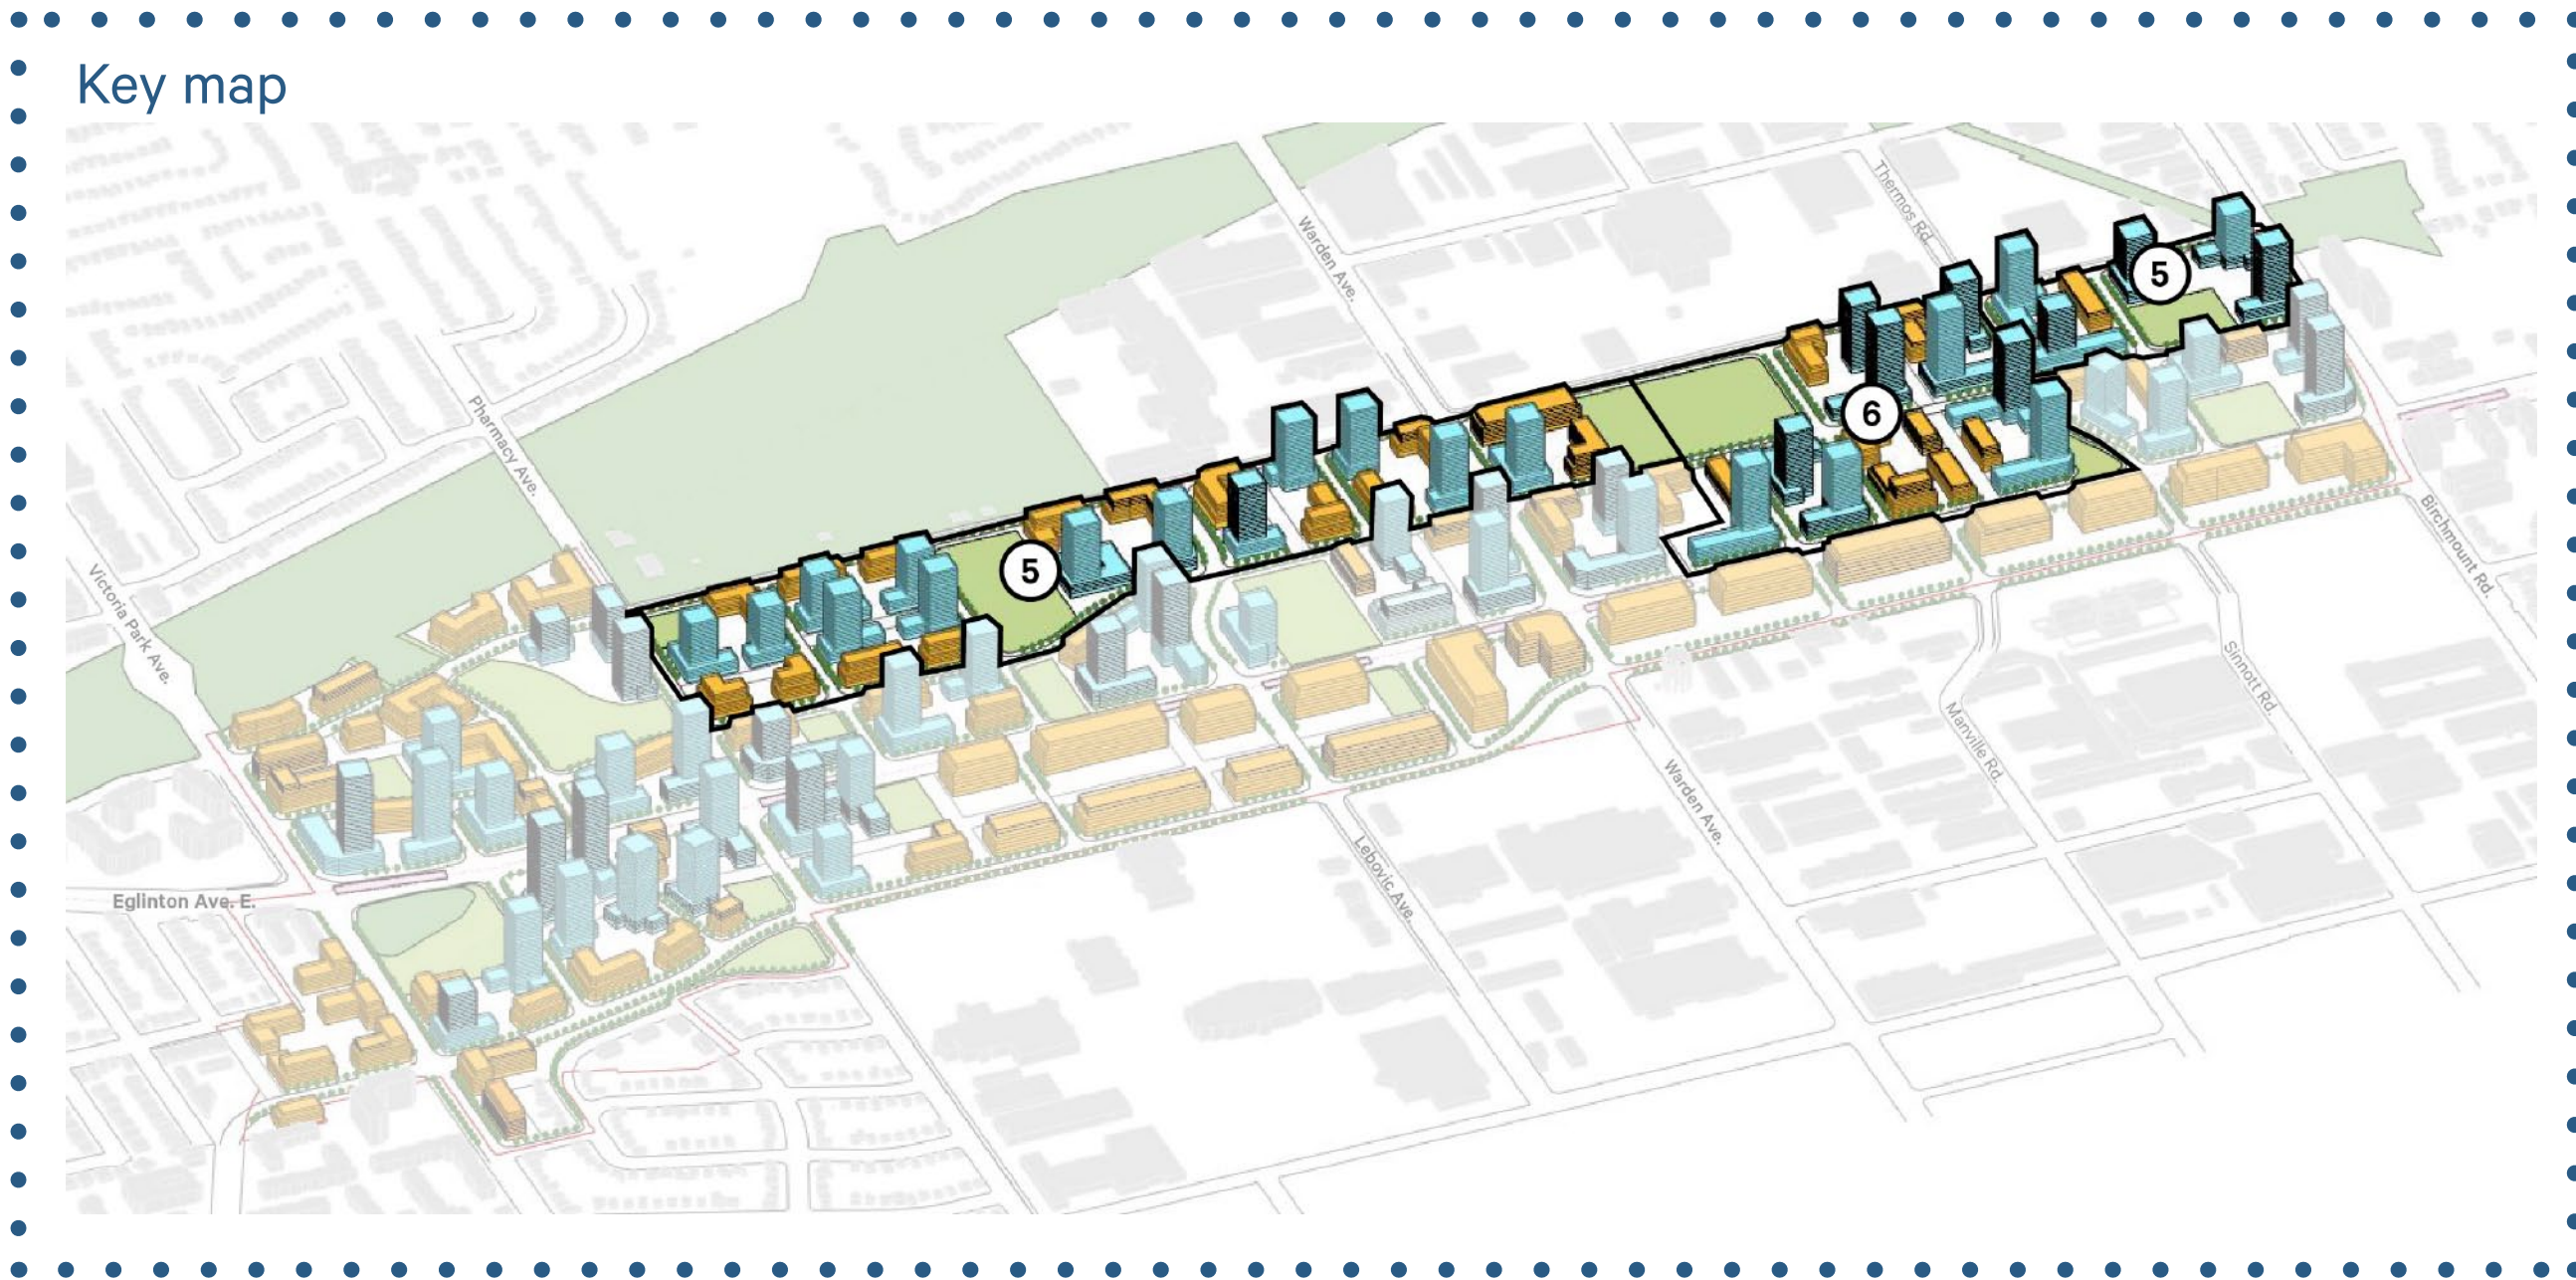 Key map
Thermos Rd.
Warden Ave.
5
Pharmacy Ave.
6
5
Victoria Park Ave.
Birchmount Rd.
Sinnott Rd.
Manville Rd.
Warden Ave.
Lebovic Ave.
Eglinton Ave. E.